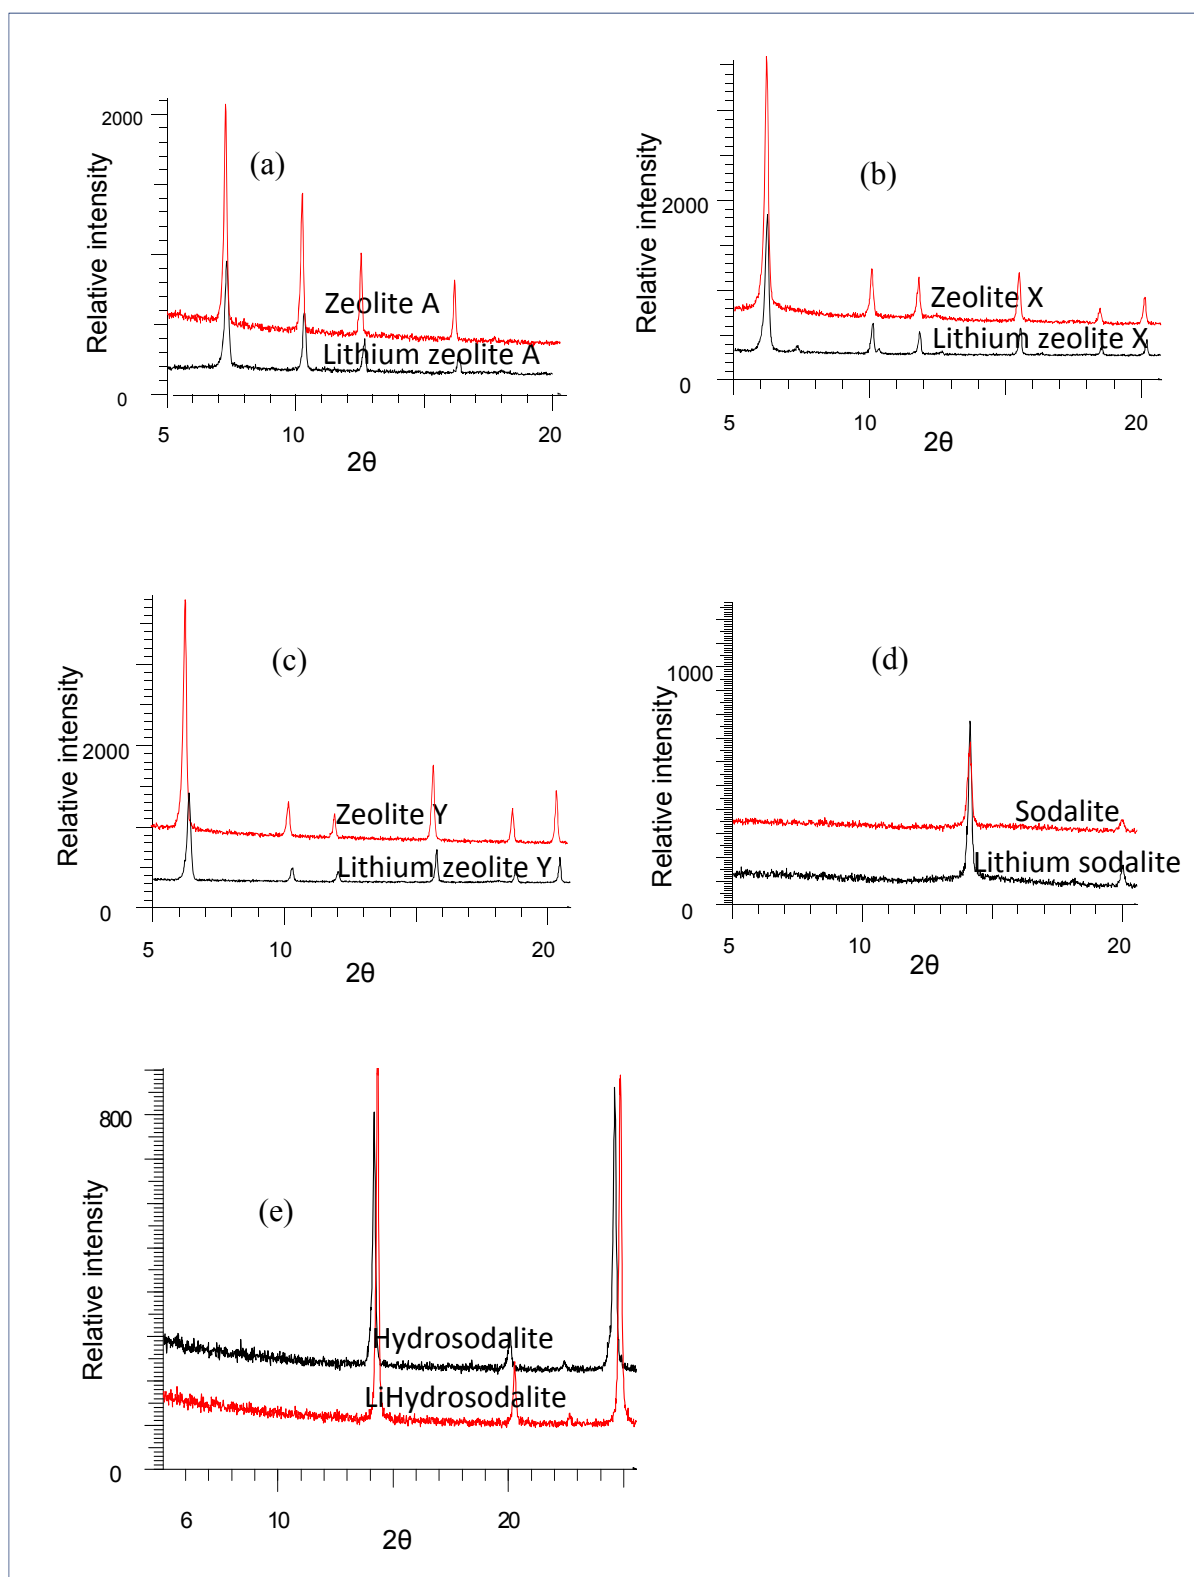 (a)
2000
Relative intensity
Zeolite A
Lithium zeolite A
0
5
10
20
2θ
(b)
2000
Relative intensity
Zeolite X
Lithium zeolite X
0
5
10
20
2θ
(c)
2000
Relative intensity
Zeolite Y
Lithium zeolite Y
0
5
10
20
2θ
(d)
1000
Relative intensity
Sodalite
Lithium sodalite
0
5
10
20
2θ
800
(e)
Relative intensity
Hydrosodalite
LiHydrosodalite
0
6
10
20
2θ